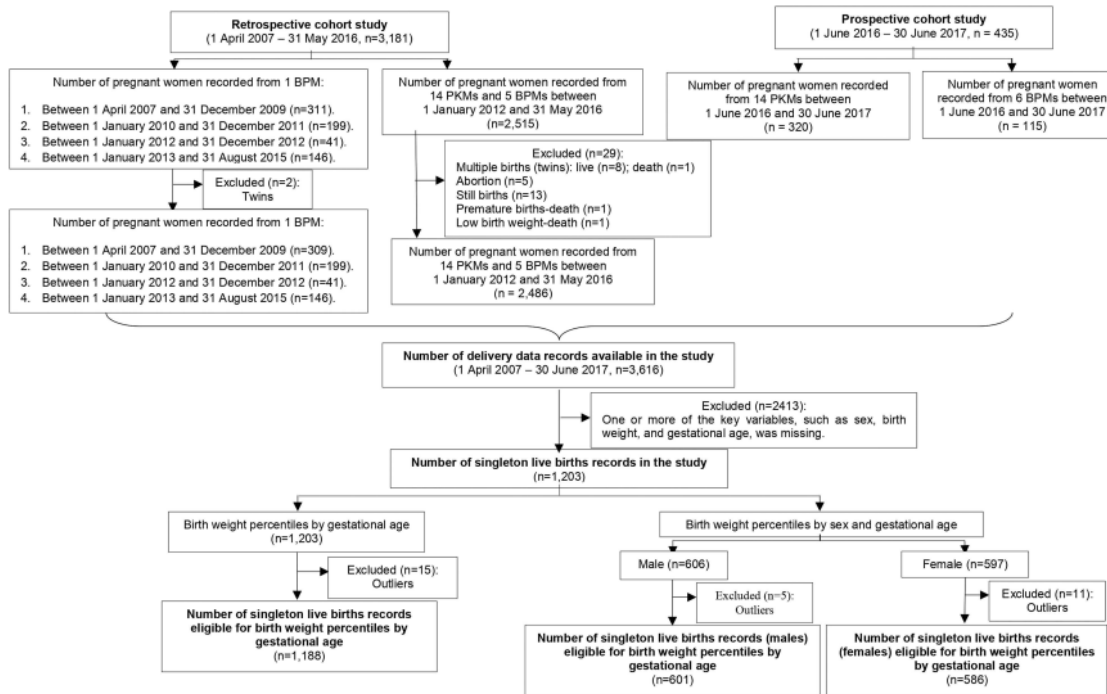 Retrospective cohort study
(1 April 2007 – 31 May 2016, n=3,181)
Prospective cohort study
(1 June 2016 – 30 June 2017, n = 435)
Number of pregnant women recorded from 1 BPM:
1. Between 1 April 2007 and 31 December 2009 (n=311).
2. Between 1 January 2010 and 31 December 2011 (n=199).
3. Between 1 January 2012 and 31 December 2012 (n=41).
4. Between 1 January 2013 and 31 August 2015 (n=146).
Number of pregnant women recorded from
14 PKMs and 5 BPMs between
1 January 2012 and 31 May 2016
(n=2,515)
Number of pregnant women recorded
from 14 PKMs between
1 June 2016 and 30 June 2017
(n = 320)
Number of pregnant women
recorded from 6 BPMs between
1 June 2016 and 30 June 2017
(n = 115)
Excluded (n=2):
Twins
Excluded (n=29):
Multiple births (twins): live (n=8); death (n=1)
Abortion (n=5)
Still births (n=13)
Premature births-death (n=1)
Low birth weight-death (n=1)
Number of pregnant women recorded from 1 BPM:
1. Between 1 April 2007 and 31 December 2009 (n=309).
2. Between 1 January 2010 and 31 December 2011 (n=199).
3. Between 1 January 2012 and 31 December 2012 (n=41).
4. Between 1 January 2013 and 31 August 2015 (n=146).
Number of pregnant women recorded from
14 PKMs and 5 BPMs between
1 January 2012 and 31 May 2016
(n = 2,486)
Number of delivery data records available in the study
(1 April 2007 – 30 June 2017, n=3,616)
Excluded (n=2413):
One or more of the key variables, such as sex, birth
weight, and gestational age, was missing.
Number of singleton live births records in the study
(n=1,203)
Birth weight percentiles by gestational age
(n=1,203)
Birth weight percentiles by sex and gestational age
Male (n=606)
Female (n=597)
Excluded (n=15):
Outliers
Excluded (n=5):
Outliers
Excluded (n=11):
Outliers
Number of singleton live births records
eligible for birth weight percentiles by
gestational age
(n=1,188)
Number of singleton live births records (males)
eligible for birth weight percentiles by
gestational age
(n=601)
Number of singleton live births records
(females) eligible for birth weight percentiles
by gestational age
(n=586)